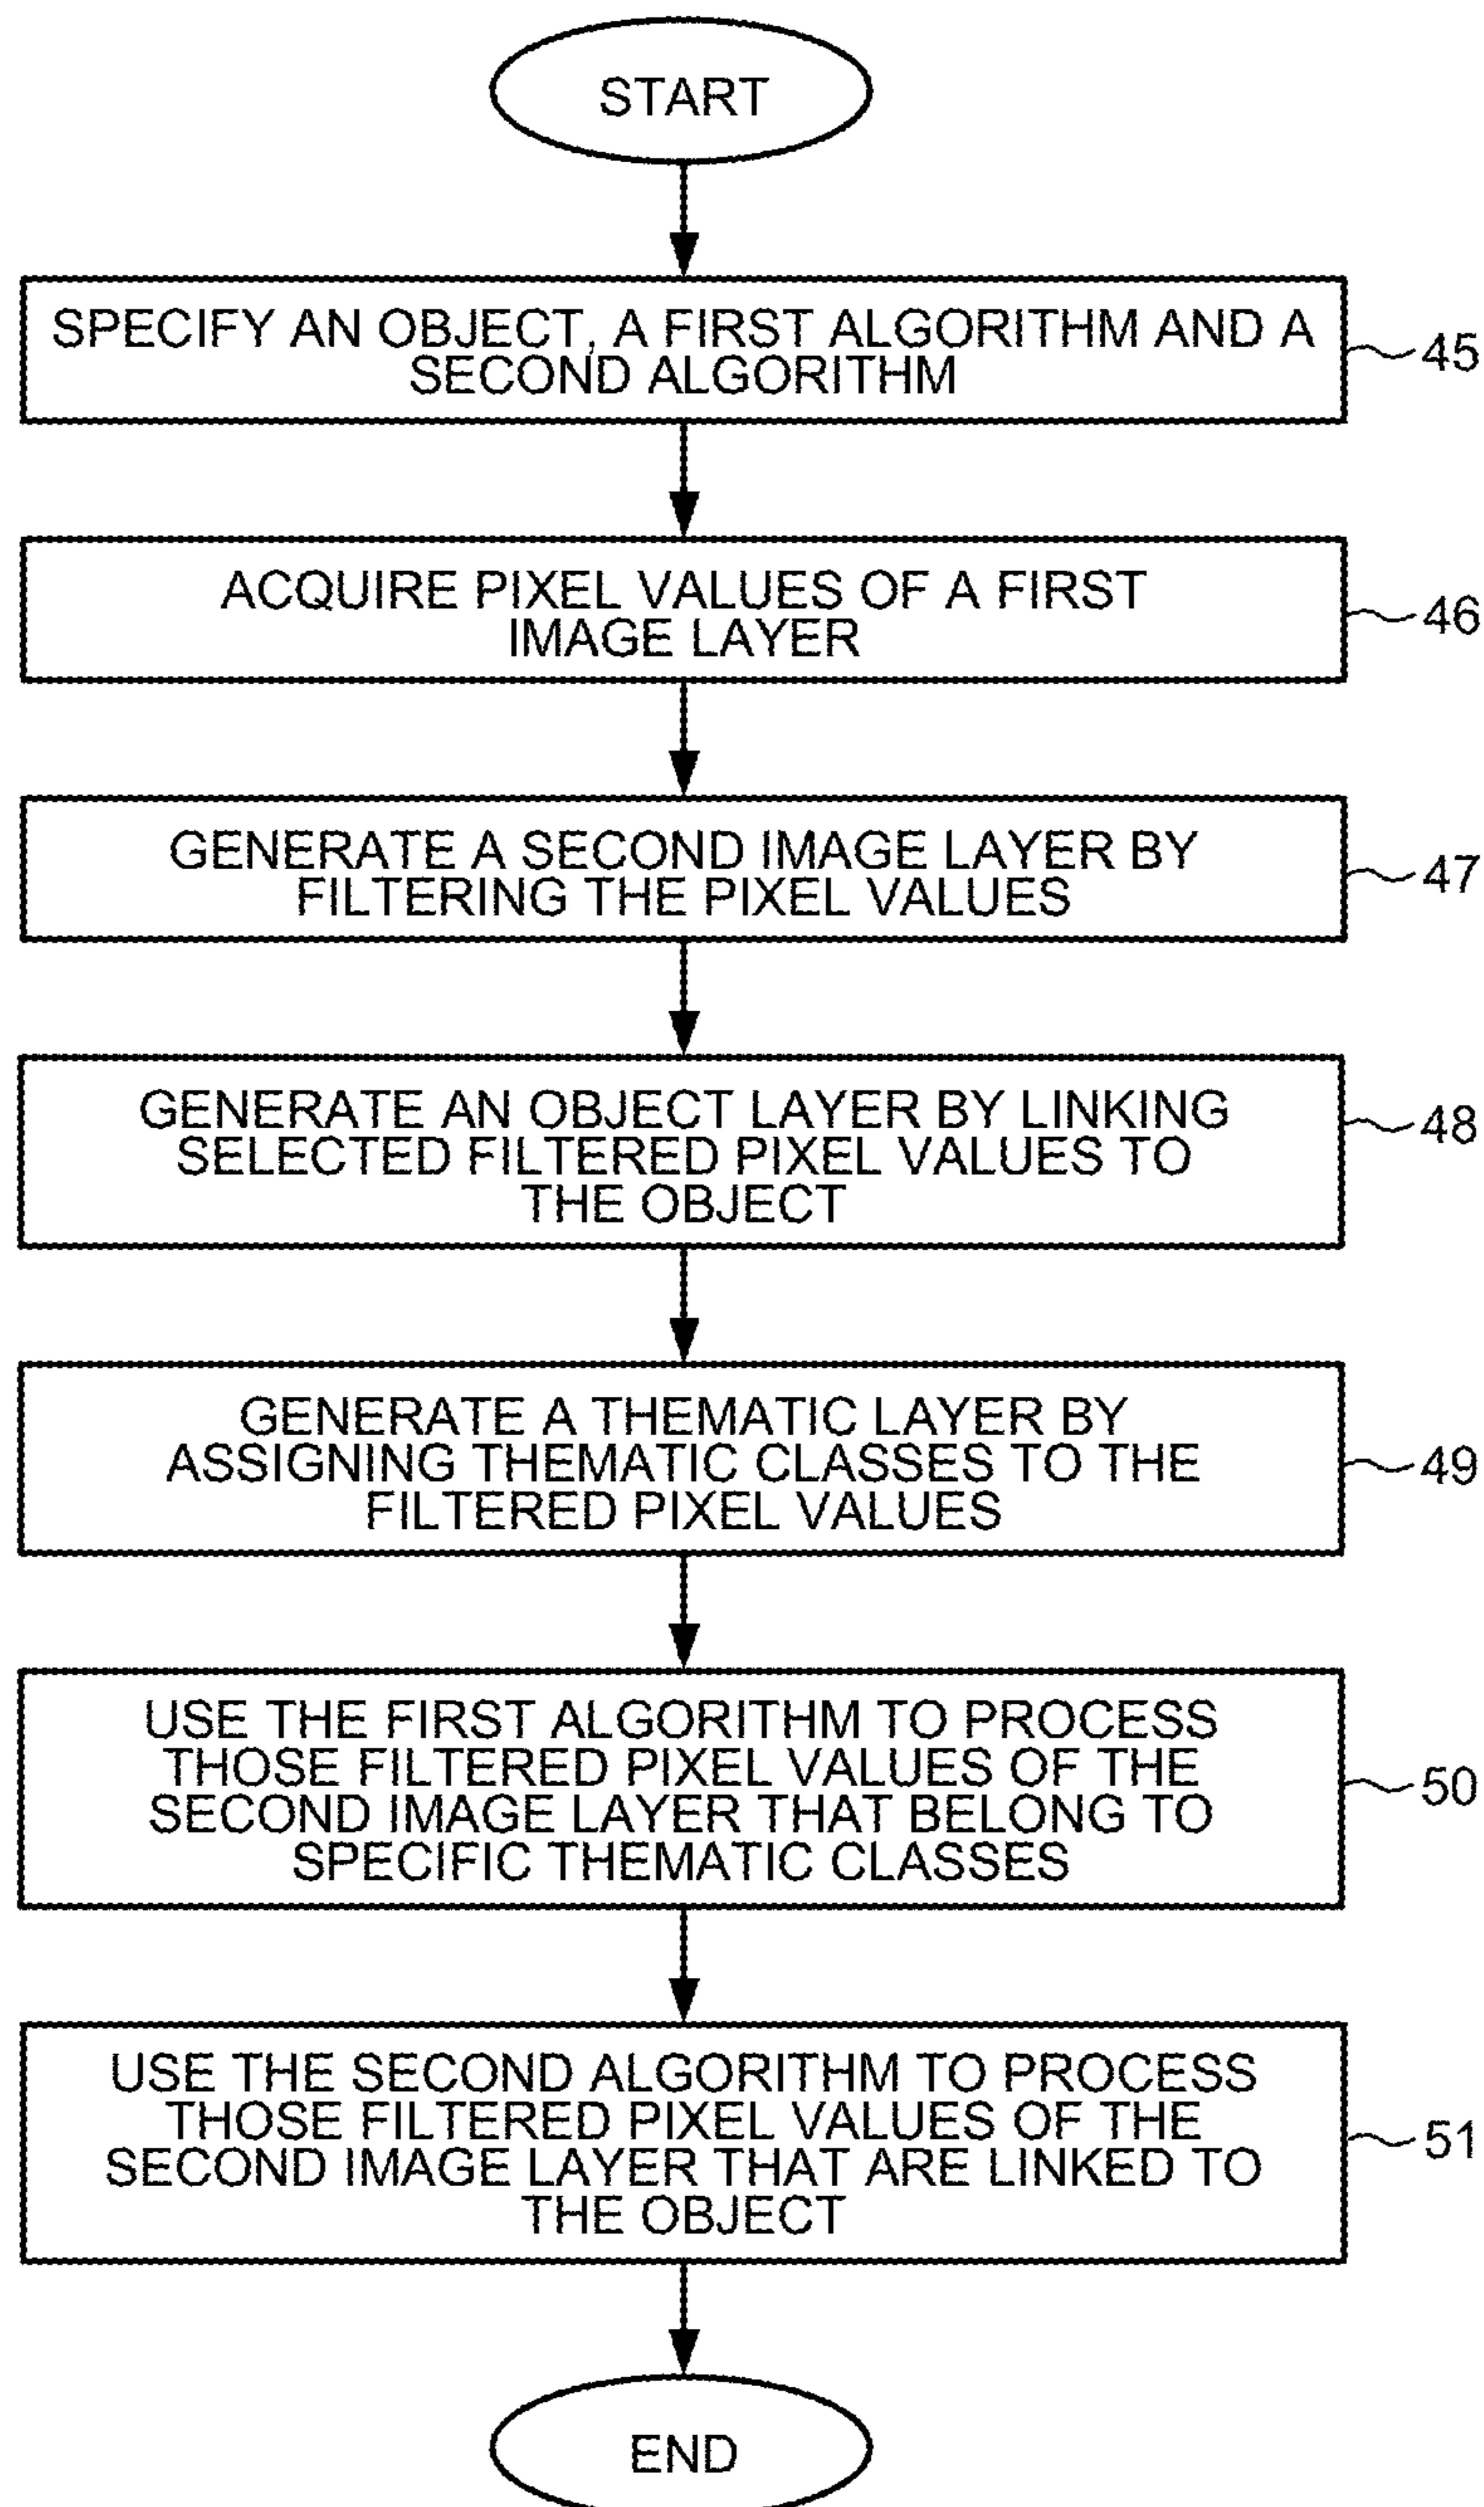 START
SPECIFY AN OBJECT, A FIRST ALGORITHM AND A
SECOND ALGORITHM
45
ACQUIRE PIXEL VALUES OF A FIRST
IMAGE LAYER
46
GENERATE A SECOND IMAGE LAYER BY
FILTERING THE PIXEL VALUES
47
GENERATE AN OBJECT LAYER BY LINKING
SELECTED FILTERED PIXEL VALUES TO
THE OBJECT
48
GENERATE A THEMATIC LAYER BY
ASSIGNING THEMATIC CLASSES TO THE
FILTERED PIXEL VALUES
49
USE THE FIRST ALGORITHM TO PROCESS
THOSE FILTERED PIXEL VALUES OF THE
SECOND IMAGE LAYER THAT BELONG TO
SPECIFIC THEMATIC CLASSES
50
USE THE SECOND ALGORITHM TO PROCESS
THOSE FILTERED PIXEL VALUES OF THE
SECOND IMAGE LAYER THAT ARE LINKED TO
THE OBJECT
51
END